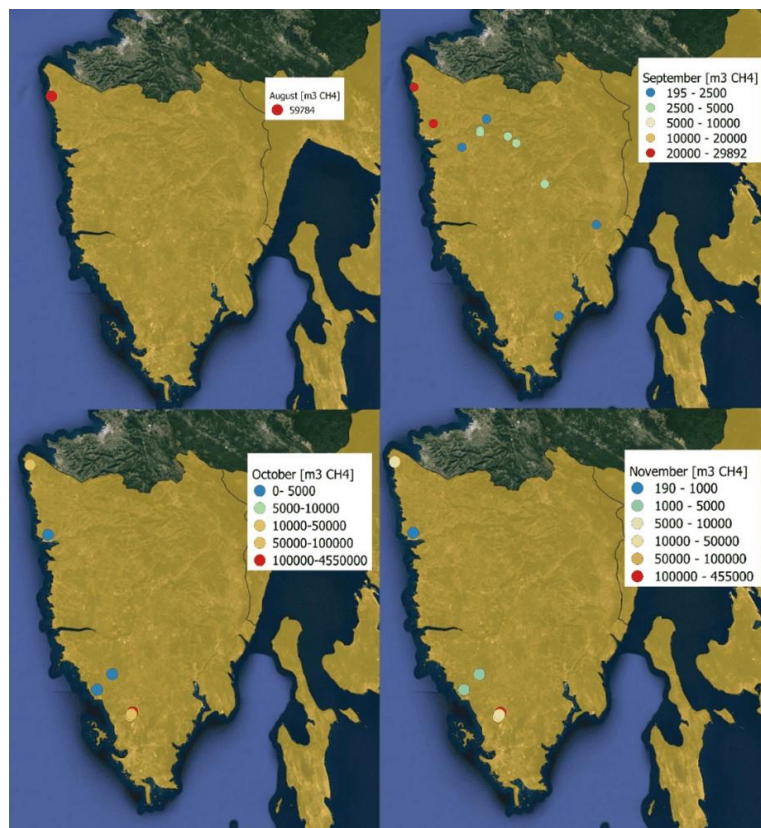 August [m3 CH4]
59784
September [m3 CH4]
195 - 2500
2500 - 5000
5000 - 10000
10000 - 20000
20000 - 29892
October [m3 CH4]
0- 5000
5000-10000
10000-50000
50000-100000
100000-4550000
November [m3 CH4]
190 - 1000
1000 - 5000
5000 - 10000
10000 - 50000
50000 - 100000
100000 - 455000